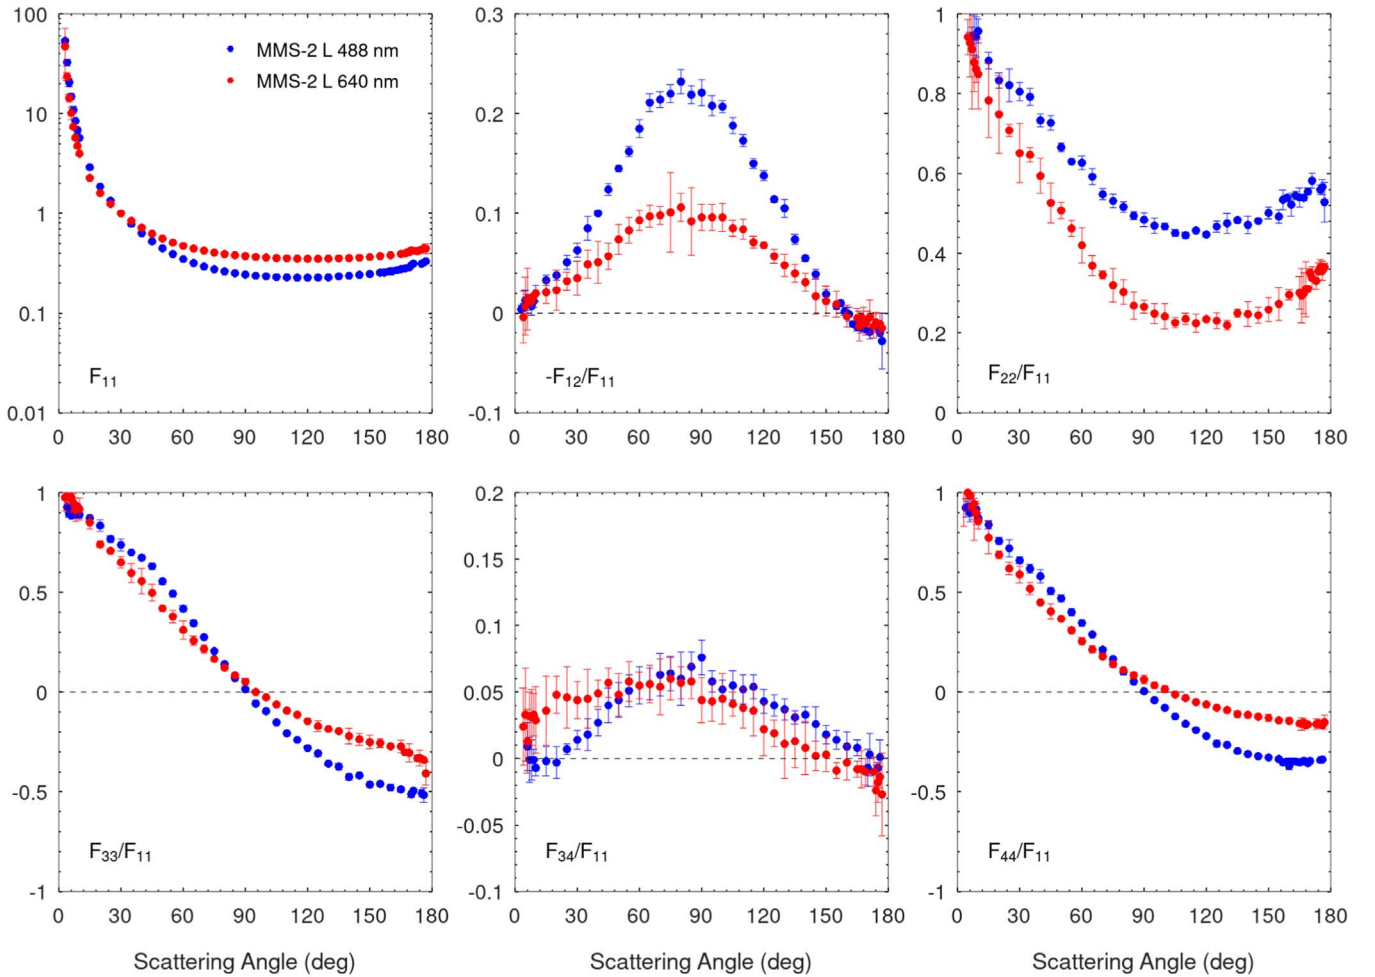 100
10
1
0.1
0.01
MMS-2 L 488 nm
MMS-2 L 640 nm
F11
0 30 60 90 120 150 180
0.3
0.2
0.1
0
-0.1
-F12/F11
0 30 60 90 120 150 180
1
0.8
0.6
0.4
0.2
0
F22/F11
0 30 60 90 120 150 180
1
0.5
0
-0.5
-1
F33/F11
0 30 60 90 120 150 180
Scattering Angle (deg)
0.2
0.15
0.1
0.05
0
-0.05
-0.1
F34/F11
0 30 60 90 120 150 180
Scattering Angle (deg)
1
0.5
0
-0.5
-1
F44/F11
0 30 60 90 120 150 180
Scattering Angle (deg)